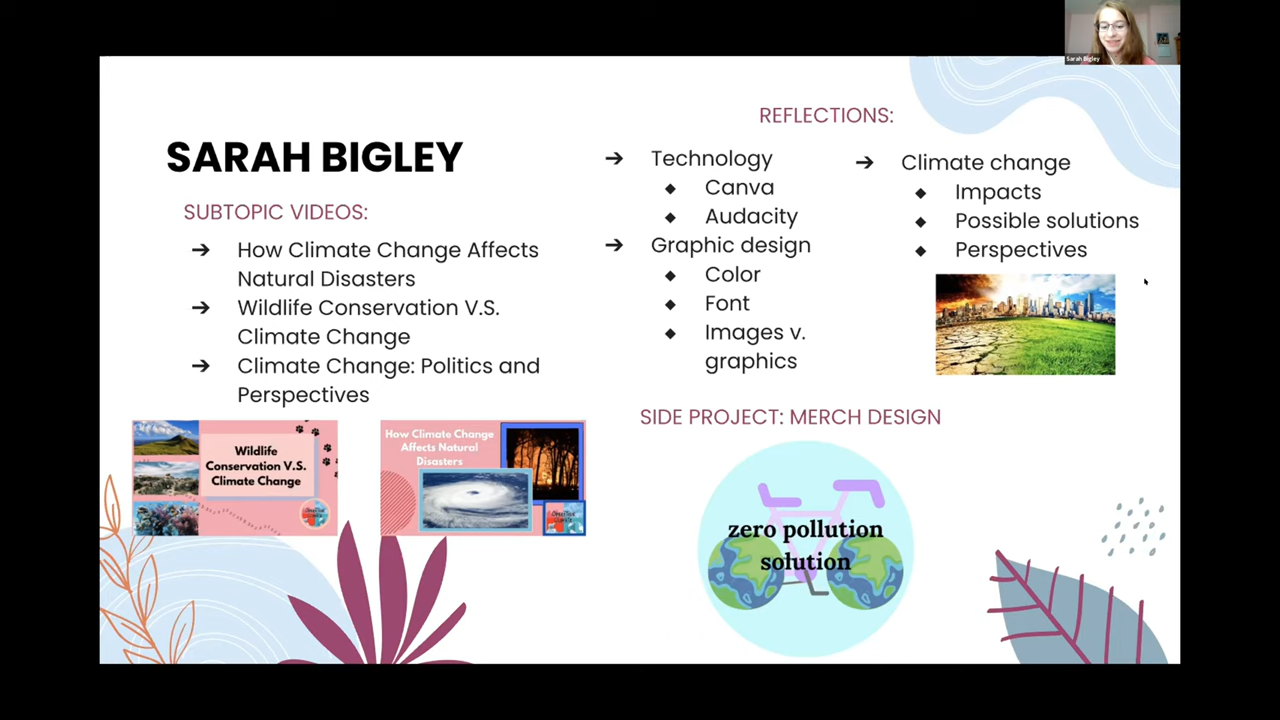 Sarah Bigley
SARAH BIGLEY
SUBTOPIC VIDEOS:
➔ How Climate Change Affects
Natural Disasters
➔ Wildlife Conservation V.S.
Climate Change
➔ Climate Change: Politics and
Perspectives
Wildlife
Conservation V.S.
Climate Change
How Climate Change
Affects Natural
Disasters
REFLECTIONS:
➔ Technology
◆ Canva
◆ Audacity
➔ Graphic design
◆ Color
◆ Font
◆ Images v.
graphics
➔ Climate change
◆ Impacts
◆ Possible solutions
◆ Perspectives
SIDE PROJECT: MERCH DESIGN
zero pollution
solution